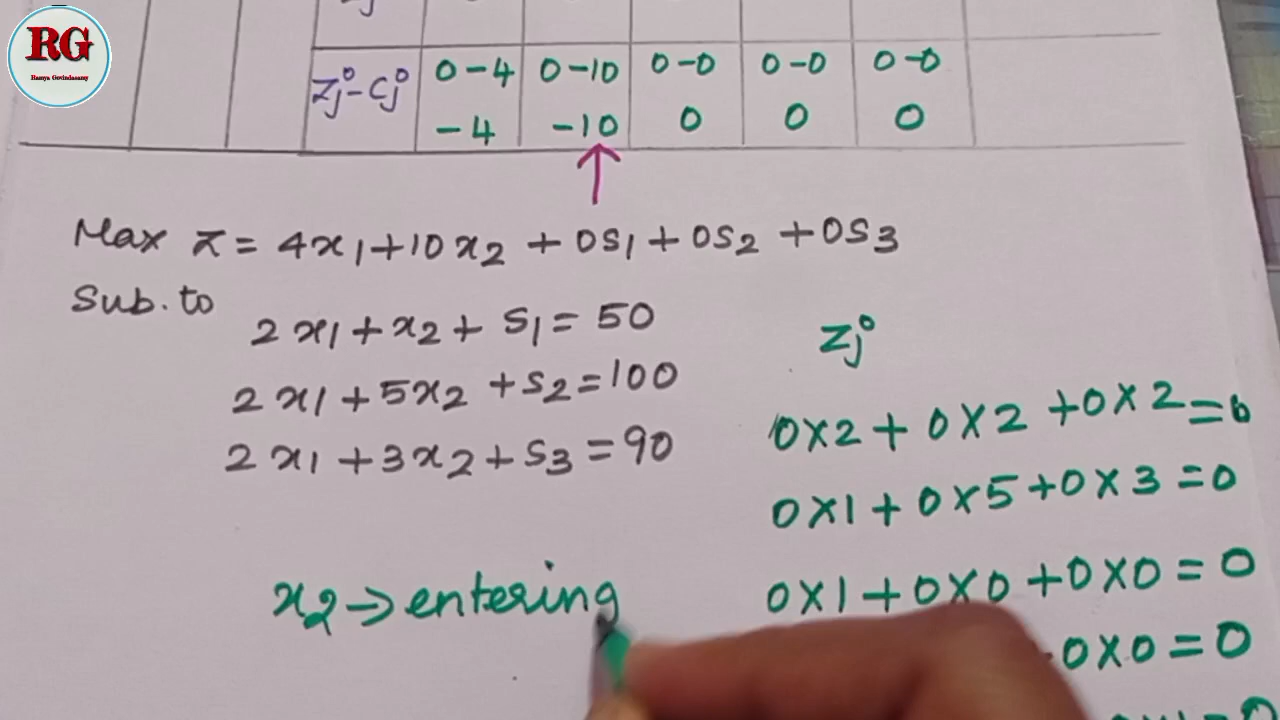 RG
Ramya Govindasamy
Zj-Cj 0-4 0-10 0-0 0-0 0-0
-4 -10 0 0 0
Max Z = 4x1+10x2 + 0s1 + 0s2 + 0s3
Sub. to
2x1 + x2 + s1 = 50
2x1 + 5x2 + s2 = 100
2x1 + 3x2 + s3 = 90
Zj
0x2 + 0x2 + 0x2 = 0
0x1 + 0x5 + 0x3 = 0
0x1 + 0x0 + 0x0 = 0
0x0 = 0
x2 → entering